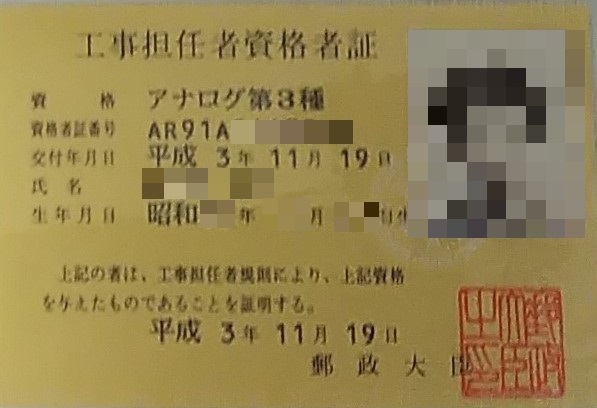 工事担任者資格者証
資格 アナログ第3種
資格者証番号 AR91A
交付年月日 平成 3年 11月 19日
氏名
生年月日 昭和 年 月 日生
上記の者は、工事担任者規則により、上記資格
を与えたものであることを証明する。
平成 3年 11月 19日
郵政大臣